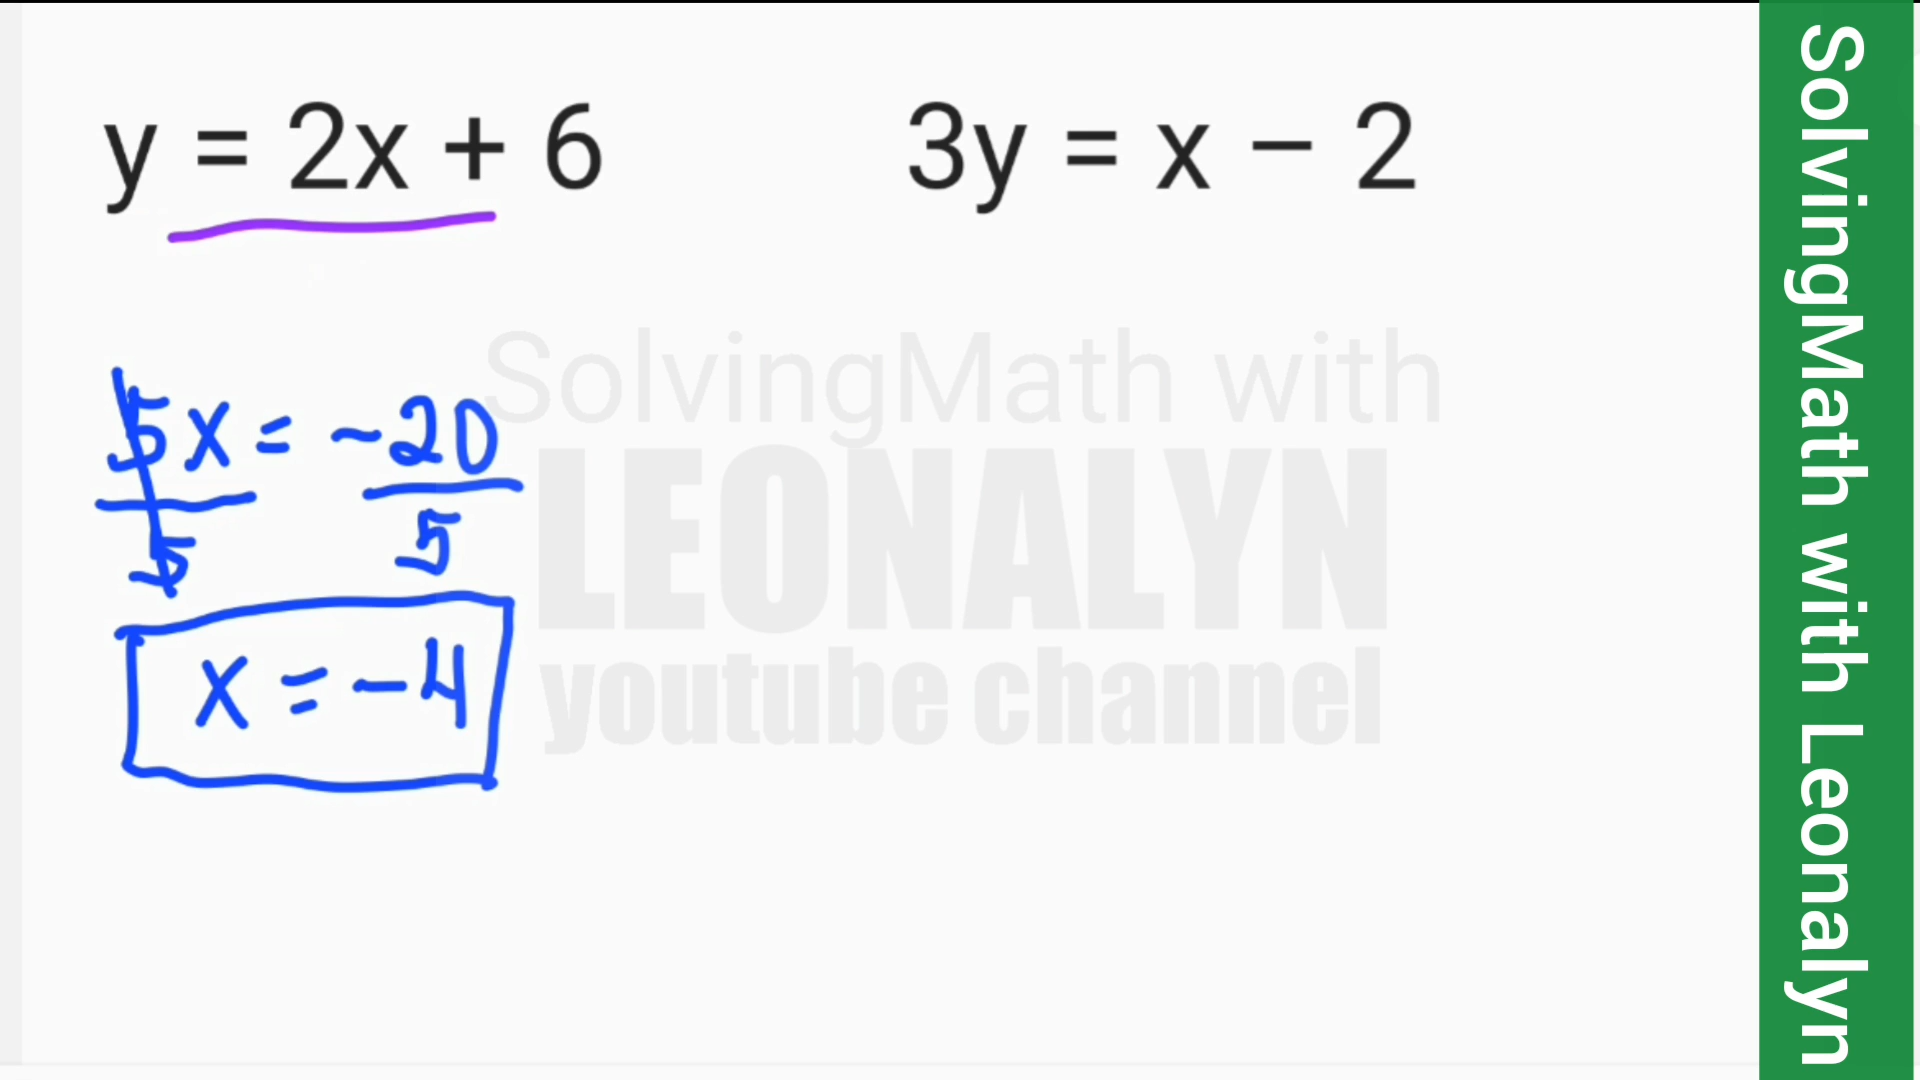 y = 2x + 6
3y = x – 2
5x = -20
5 5
x = -4
SolvingMath with
LEONALYN
youtube channel
SolvingMath with Leonalyn